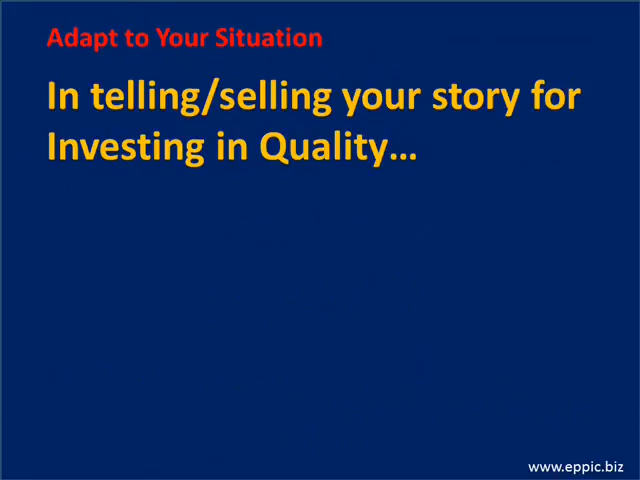 Adapt to Your Situation
In telling/selling your story for
Investing in Quality…
www.eppic.biz